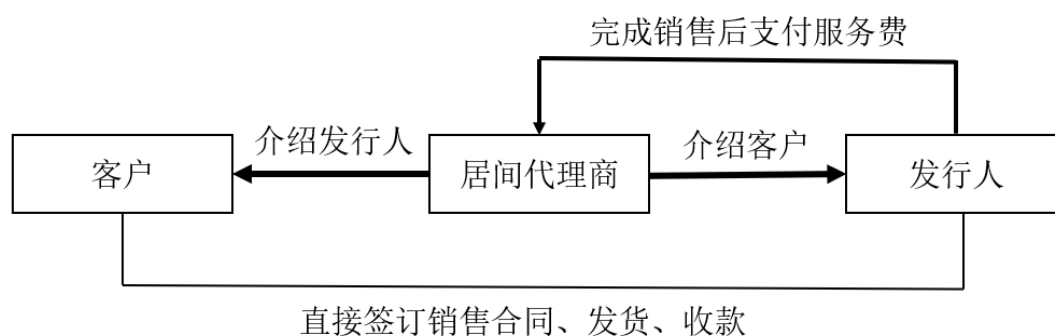 完成销售后支付服务费
介绍发行人
介绍客户
客户
居间代理商
发行人
直接签订销售合同、发货、收款